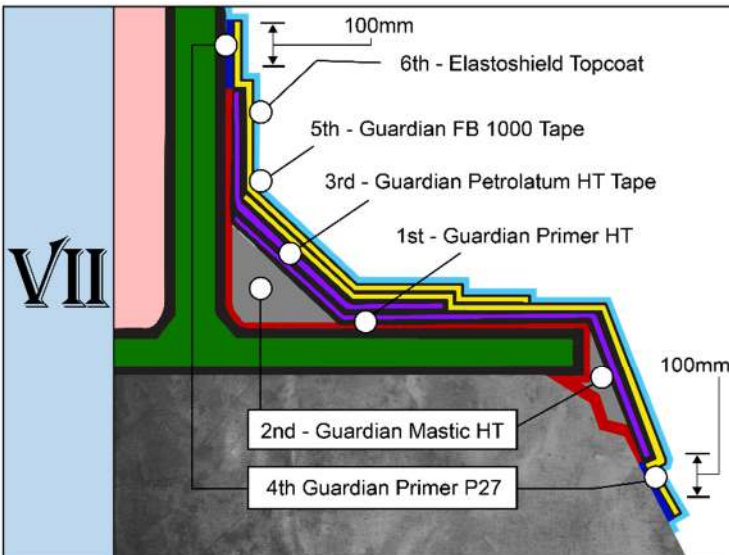 100mm
6th - Elastoshield Topcoat
5th - Guardian FB 1000 Tape
3rd - Guardian Petrolatum HT Tape
1st - Guardian Primer HT
VII
100mm
2nd - Guardian Mastic HT
4th Guardian Primer P27